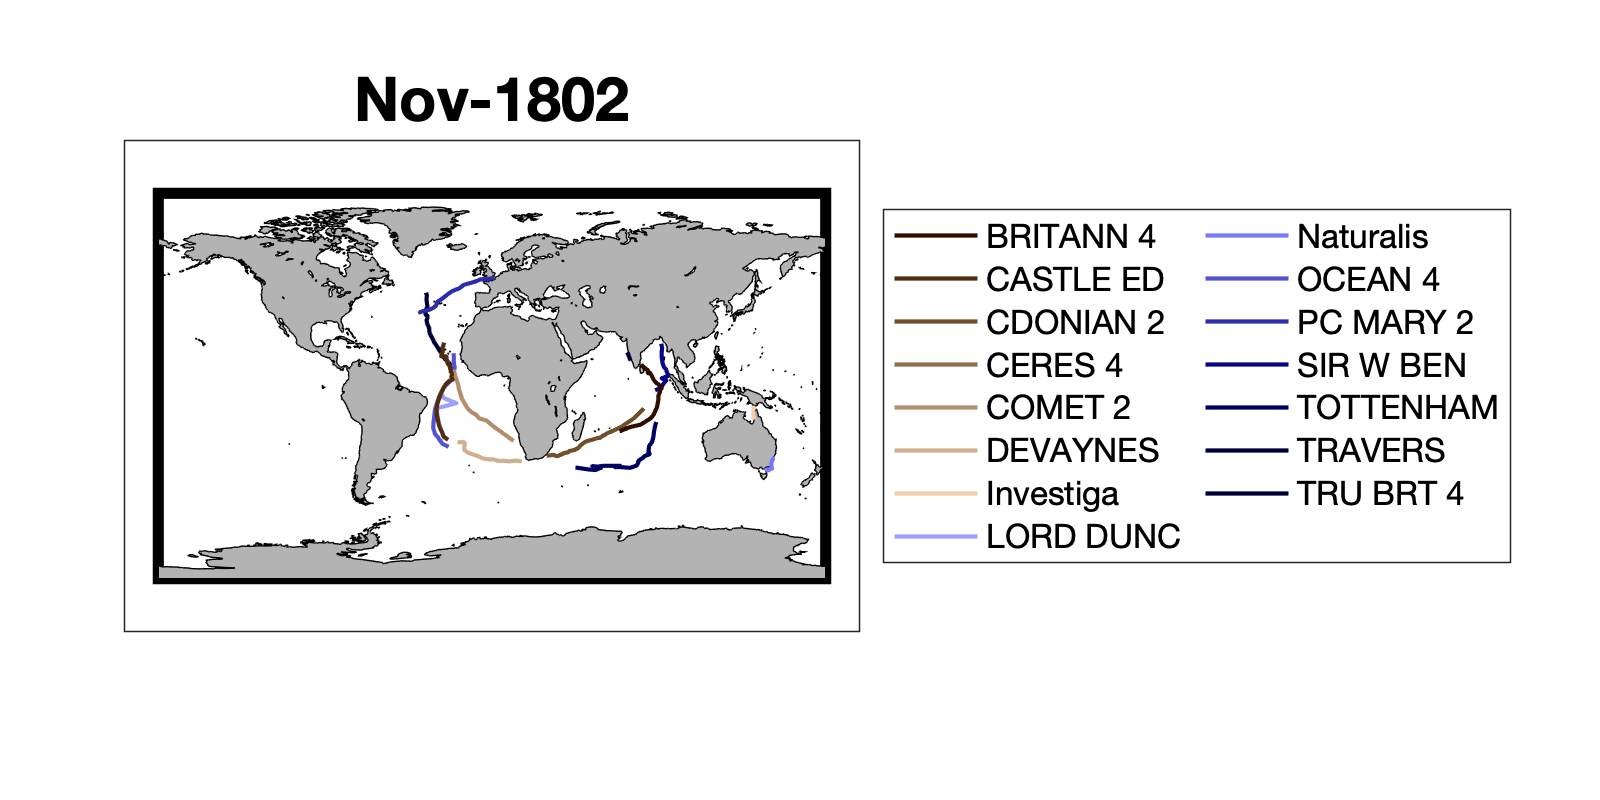 Nov-1802
BRITANN 4
CASTLE ED
CDONIAN 2
CERES 4
COMET 2
DEVAYNES
Investiga
LORD DUNC
Naturalis
OCEAN 4
PC MARY 2
SIR W BEN
TOTTENHAM
TRAVERS
TRU BRT 4